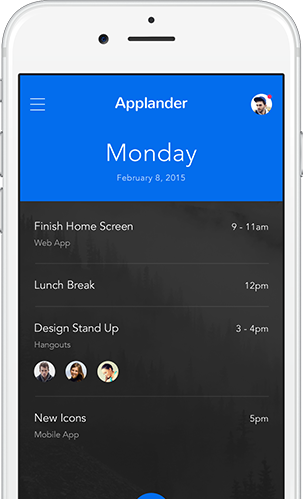 Applander
Monday
February 8, 2015
Finish Home Screen 9 - 11am
Web App
Lunch Break 12pm
Design Stand Up 3 - 4pm
Hangouts
New Icons 5pm
Mobile App